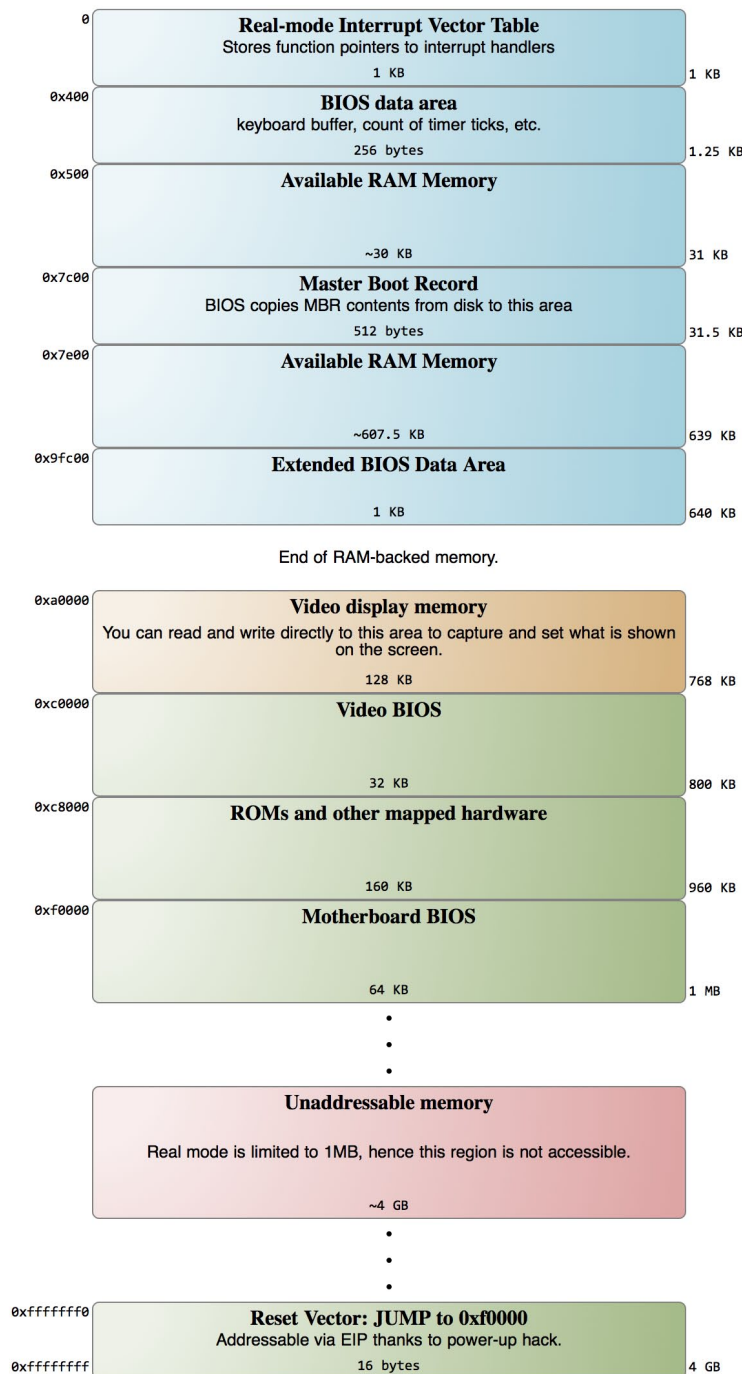 0
Real-mode Interrupt Vector Table
Stores function pointers to interrupt handlers
1 KB
1 KB
0x400
BIOS data area
keyboard buffer, count of timer ticks, etc.
256 bytes
1.25 KB
0x500
Available RAM Memory
~30 KB
31 KB
0x7c00
Master Boot Record
BIOS copies MBR contents from disk to this area
512 bytes
31.5 KB
0x7e00
Available RAM Memory
~607.5 KB
639 KB
0x9fc00
Extended BIOS Data Area
1 KB
640 KB
End of RAM-backed memory.
0xa0000
Video display memory
You can read and write directly to this area to capture and set what is shown
on the screen.
128 KB
768 KB
0xc0000
Video BIOS
32 KB
800 KB
0xc8000
ROMs and other mapped hardware
160 KB
960 KB
0xf0000
Motherboard BIOS
64 KB
1 MB
Unaddressable memory
Real mode is limited to 1MB, hence this region is not accessible.
~4 GB
0xfffffff0
Reset Vector: JUMP to 0xf0000
Addressable via EIP thanks to power-up hack.
0xffffffff
16 bytes
4 GB